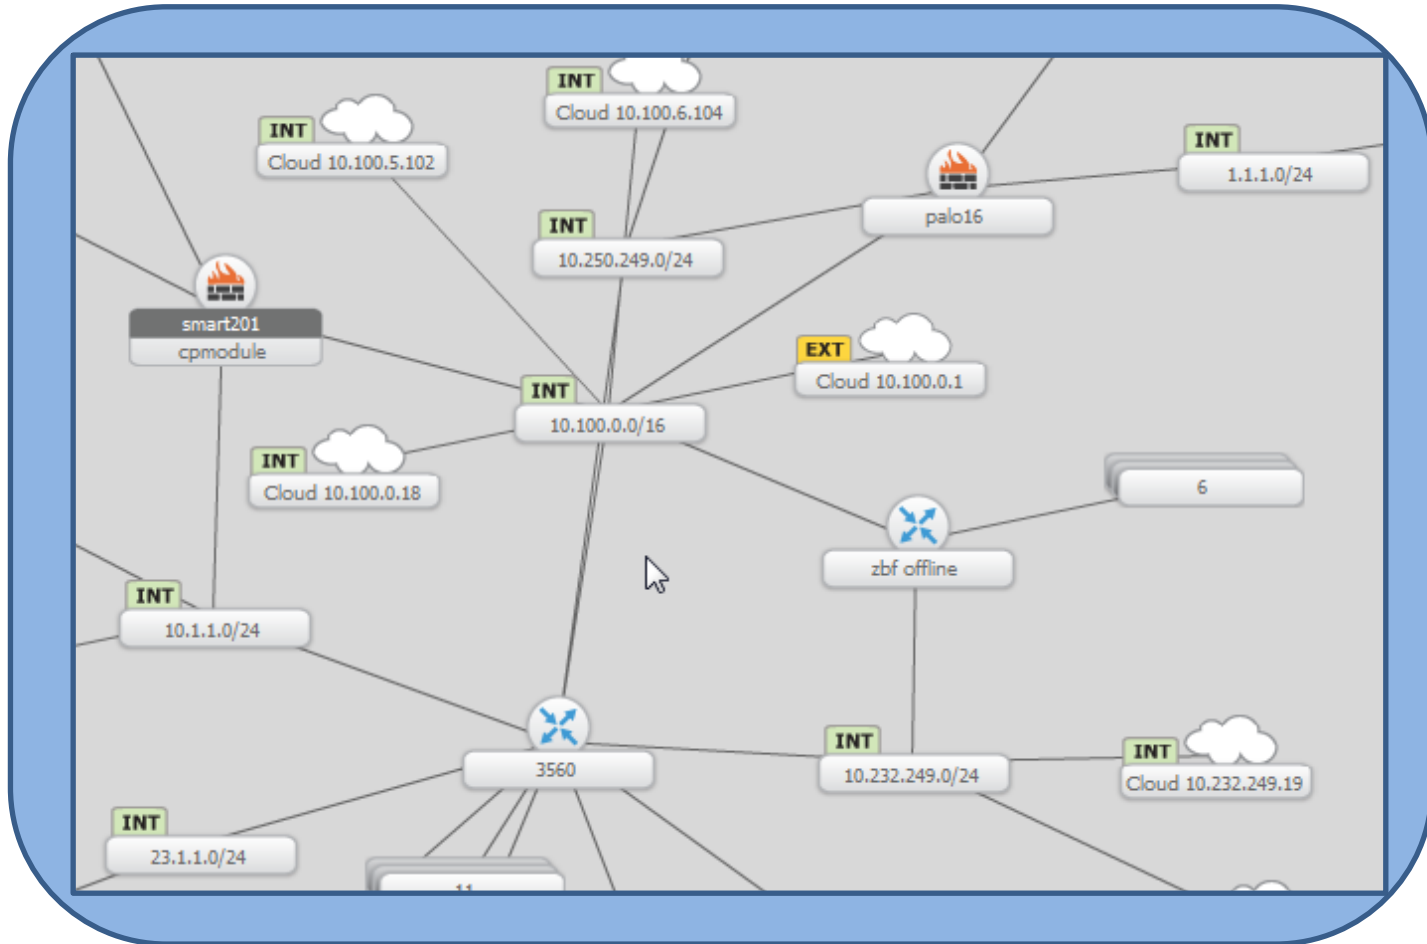 INT
Cloud 10.100.6.104
INT
Cloud 10.100.5.102
INT
1.1.1.0/24
palo16
INT
10.250.249.0/24
smart201
cpmodule
EXT
Cloud 10.100.0.1
INT
10.100.0.0/16
INT
Cloud 10.100.0.18
6
zbf offline
INT
10.1.1.0/24
3560
INT
10.232.249.0/24
INT
Cloud 10.232.249.19
INT
23.1.1.0/24
11